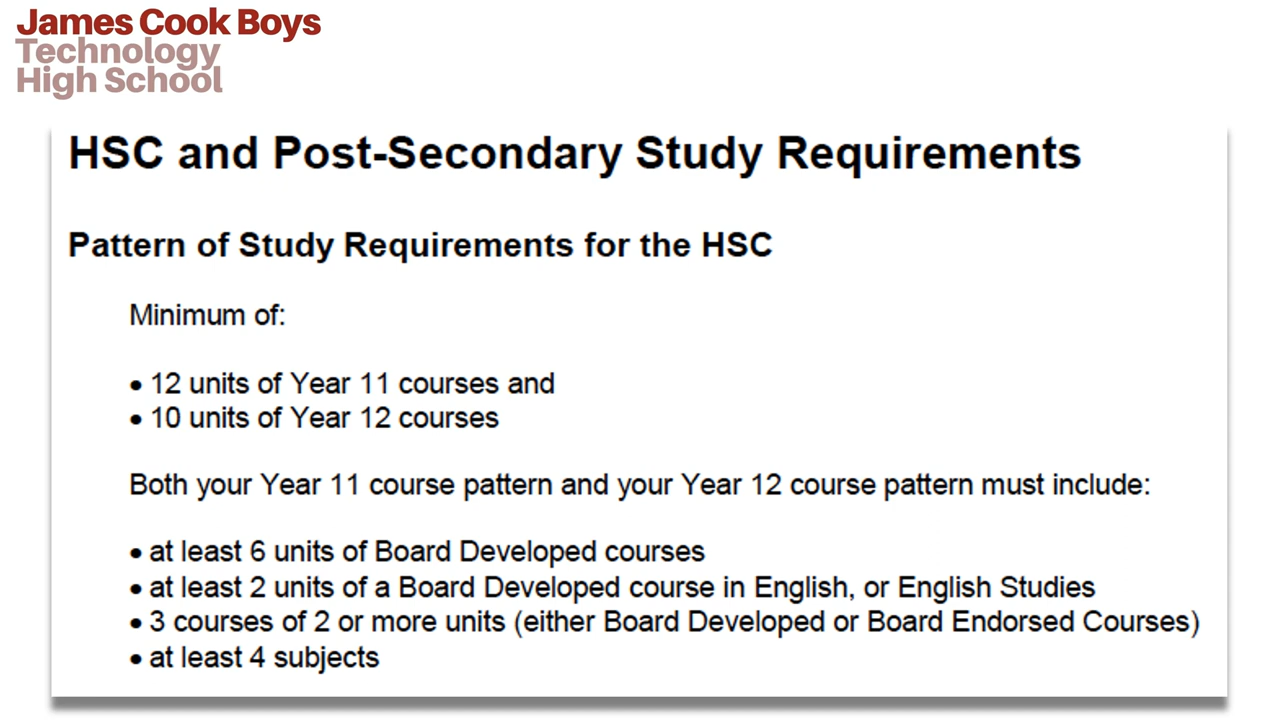 James Cook Boys
Technology
High School
HSC and Post-Secondary Study Requirements
Pattern of Study Requirements for the HSC
Minimum of:
• 12 units of Year 11 courses and
• 10 units of Year 12 courses
Both your Year 11 course pattern and your Year 12 course pattern must include:
• at least 6 units of Board Developed courses
• at least 2 units of a Board Developed course in English, or English Studies
• 3 courses of 2 or more units (either Board Developed or Board Endorsed Courses)
• at least 4 subjects